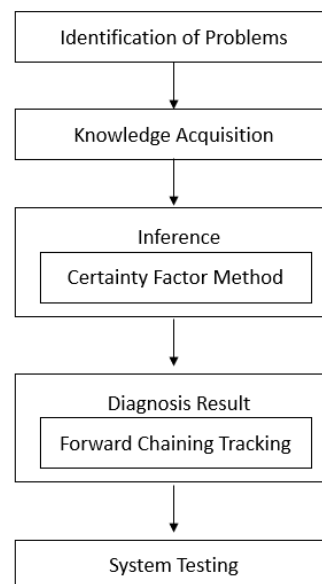 Identification of Problems
Knowledge Acquisition
Inference
Certainty Factor Method
Diagnosis Result
Forward Chaining Tracking
System Testing